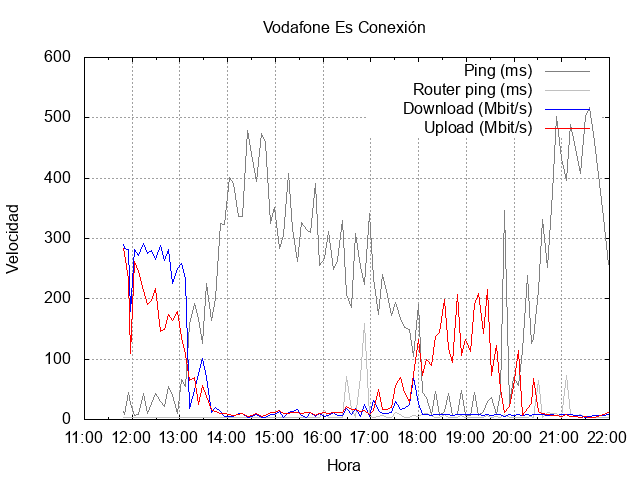 Vodafone Es Conexión
600
500
400
300
200
100
0
Velocidad
Ping (ms)
Router ping (ms)
Download (Mbit/s)
Upload (Mbit/s)
11:00 12:00 13:00 14:00 15:00 16:00 17:00 18:00 19:00 20:00 21:00 22:00
Hora